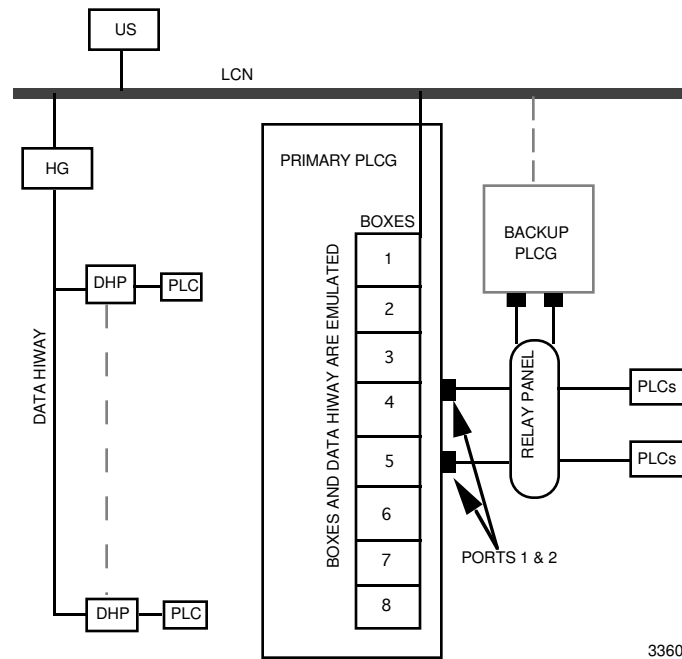 US
LCN
HG
PRIMARY PLCG
BOXES
BACKUP
PLCG
1
DHP
PLC
2
DATA HIWAY
BOXES AND DATA HIWAY ARE EMULATED
3
RELAY PANEL
PLCs
4
5
PLCs
6
PORTS 1 & 2
7
DHP
PLC
8
3360